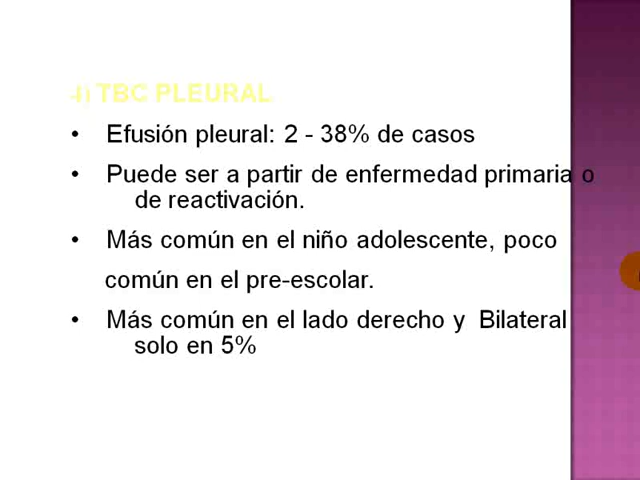 4) TBC PLEURAL
• Efusión pleural: 2 - 38% de casos
• Puede ser a partir de enfermedad primaria o
de reactivación.
• Más común en el niño adolescente, poco
común en el pre-escolar.
• Más común en el lado derecho y Bilateral
solo en 5%